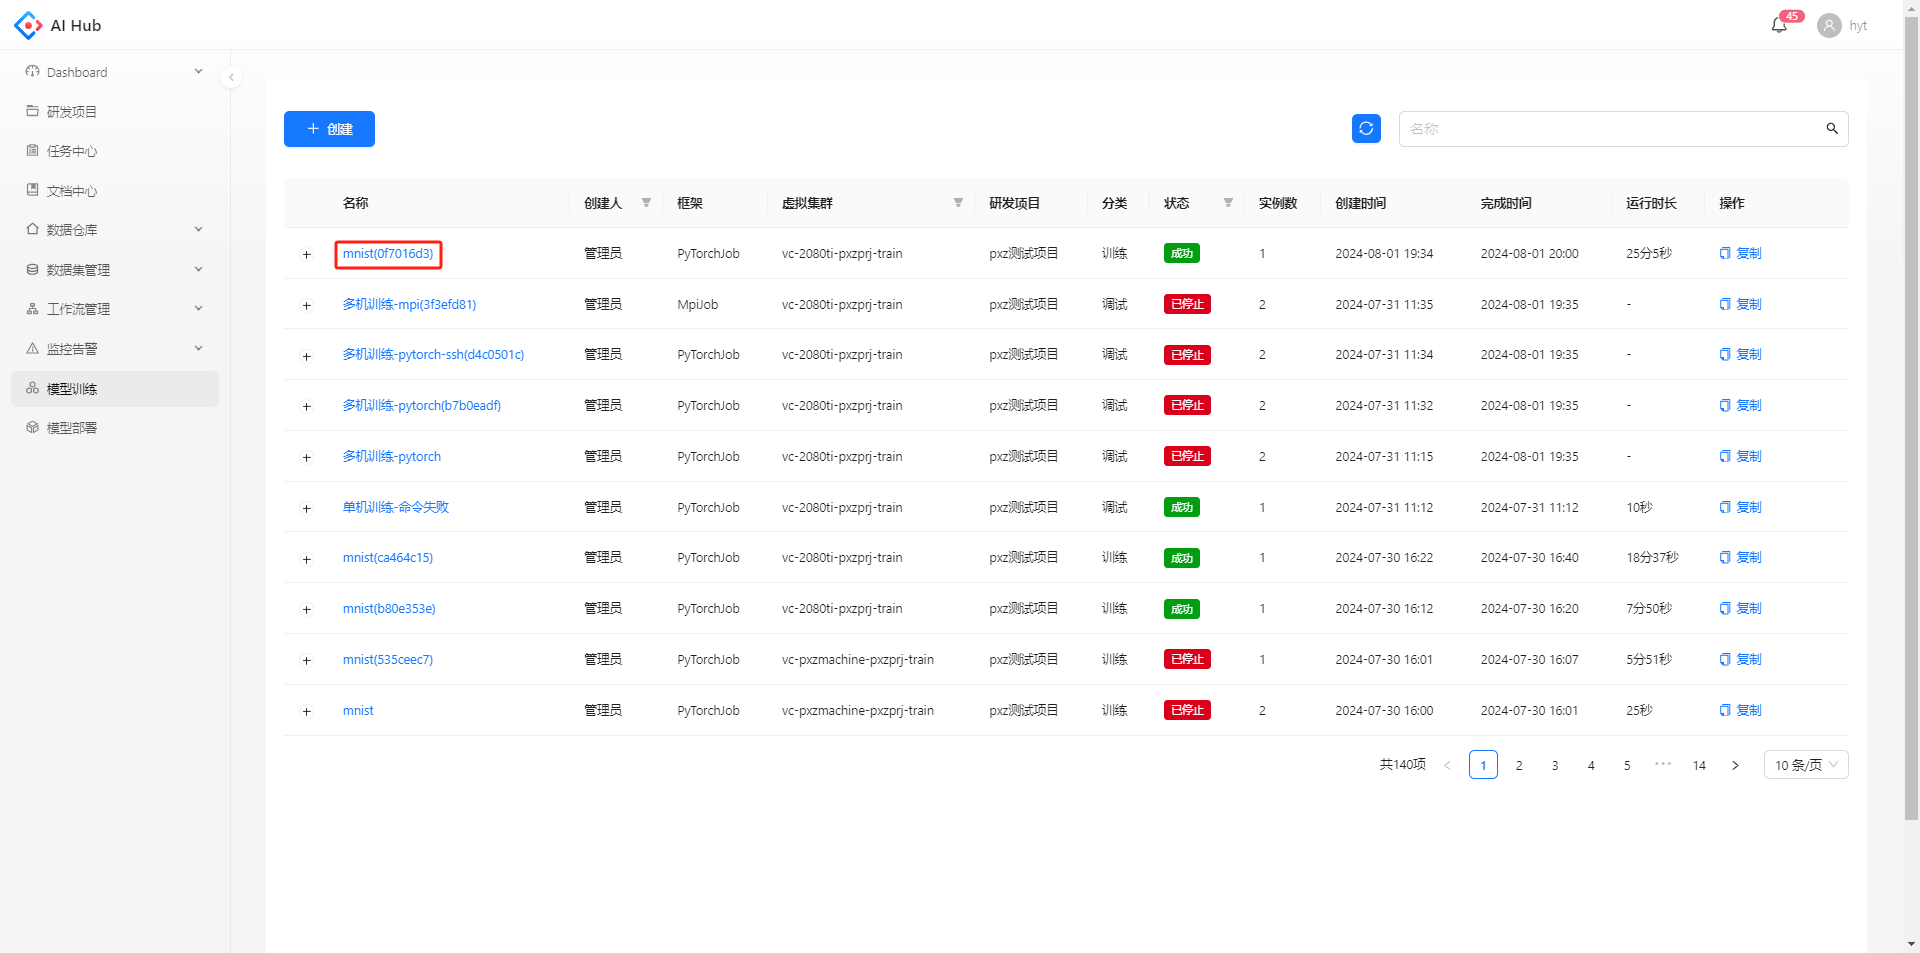 AI Hub
45
hyt
Dashboard
研发项目
任务中心
文档中心
数据仓库
数据集管理
工作流管理
监控告警
模型训练
模型部署
+ 创建
名称
名称 创建人 框架 虚拟集群 研发项目 分类 状态 实例数 创建时间 完成时间 运行时长 操作
+ mnist(0f7016d3) 管理员 PyTorchJob vc-2080ti-pxzprj-train pxz测试项目 训练 成功 1 2024-08-01 19:34 2024-08-01 20:00 25分5秒 复制
+ 多机训练-mpi(3f3efd81) 管理员 MpiJob vc-2080ti-pxzprj-train pxz测试项目 调试 已停止 2 2024-07-31 11:35 2024-08-01 19:35 - 复制
+ 多机训练-pytorch-ssh(d4c0501c) 管理员 PyTorchJob vc-2080ti-pxzprj-train pxz测试项目 调试 已停止 2 2024-07-31 11:34 2024-08-01 19:35 - 复制
+ 多机训练-pytorch(b7b0eadf) 管理员 PyTorchJob vc-2080ti-pxzprj-train pxz测试项目 调试 已停止 2 2024-07-31 11:32 2024-08-01 19:35 - 复制
+ 多机训练-pytorch 管理员 PyTorchJob vc-2080ti-pxzprj-train pxz测试项目 调试 已停止 2 2024-07-31 11:15 2024-08-01 19:35 - 复制
+ 单机训练-命令失败 管理员 PyTorchJob vc-2080ti-pxzprj-train pxz测试项目 调试 成功 1 2024-07-31 11:12 2024-07-31 11:12 10秒 复制
+ mnist(ca464c15) 管理员 PyTorchJob vc-2080ti-pxzprj-train pxz测试项目 训练 成功 1 2024-07-30 16:22 2024-07-30 16:40 18分37秒 复制
+ mnist(b80e353e) 管理员 PyTorchJob vc-2080ti-pxzprj-train pxz测试项目 训练 成功 1 2024-07-30 16:12 2024-07-30 16:20 7分50秒 复制
+ mnist(535ceec7) 管理员 PyTorchJob vc-pxzmachine-pxzprj-train pxz测试项目 训练 已停止 1 2024-07-30 16:01 2024-07-30 16:07 5分51秒 复制
+ mnist 管理员 PyTorchJob vc-pxzmachine-pxzprj-train pxz测试项目 训练 已停止 2 2024-07-30 16:00 2024-07-30 16:01 25秒 复制
共140项 < 1 2 3 4 5 ••• 14 > 10 条/页